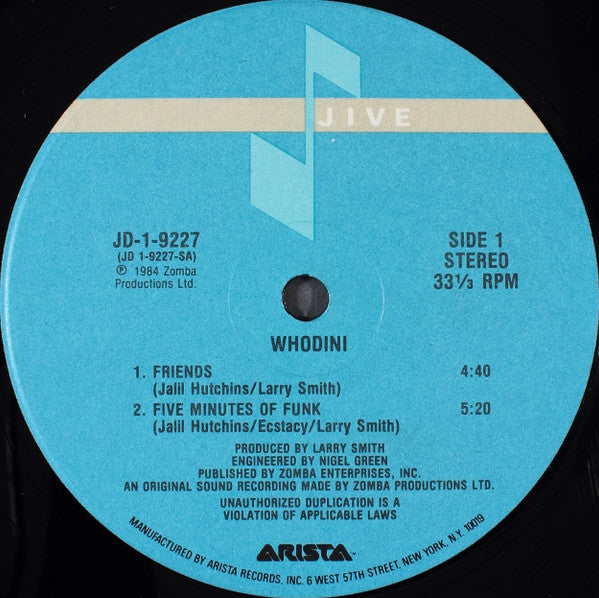 JIVE
JD-1-9227
(JD 1-9227-SA)
℗ 1984 Zomba
Productions Ltd.
SIDE 1
STEREO
33⅓ RPM
WHODINI
1. FRIENDS 4:40
(Jalil Hutchins/Larry Smith)
2. FIVE MINUTES OF FUNK 5:20
(Jalil Hutchins/Ecstacy/Larry Smith)
PRODUCED BY LARRY SMITH
ENGINEERED BY NIGEL GREEN
PUBLISHED BY ZOMBA ENTERPRISES, INC.
AN ORIGINAL SOUND RECORDING MADE BY ZOMBA PRODUCTIONS LTD.
UNAUTHORIZED DUPLICATION IS A
VIOLATION OF APPLICABLE LAWS
ARISTA™
MANUFACTURED BY ARISTA RECORDS, INC. 6 WEST 57TH STREET, NEW YORK, N.Y. 10019